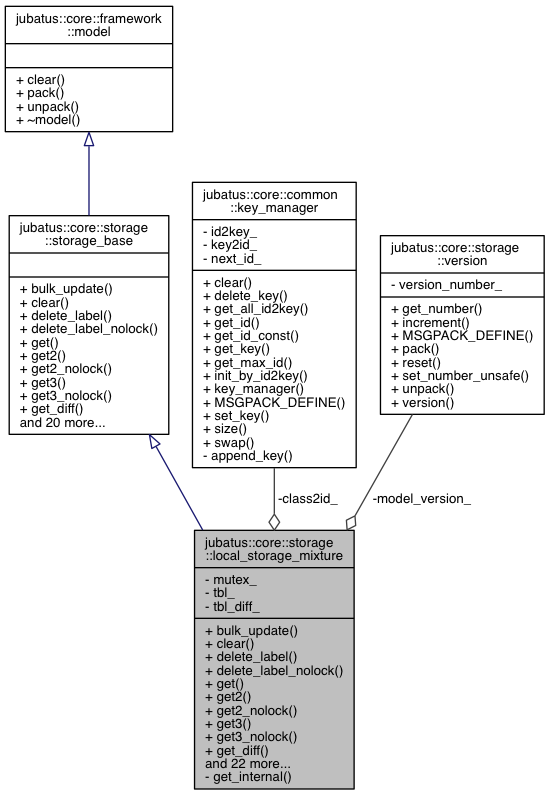 jubatus::core::framework
::model
+ clear()
+ pack()
+ unpack()
+ ~model()
jubatus::core::storage
::storage_base
+ bulk_update()
+ clear()
+ delete_label()
+ delete_label_nolock()
+ get()
+ get2()
+ get2_nolock()
+ get3()
+ get3_nolock()
+ get_diff()
and 20 more...
jubatus::core::common
::key_manager
- id2key_
- key2id_
- next_id_
+ clear()
+ delete_key()
+ get_all_id2key()
+ get_id()
+ get_id_const()
+ get_key()
+ get_max_id()
+ init_by_id2key()
+ key_manager()
+ MSGPACK_DEFINE()
+ set_key()
+ size()
+ swap()
- append_key()
jubatus::core::storage
::version
- version_number_
+ get_number()
+ increment()
+ MSGPACK_DEFINE()
+ pack()
+ reset()
+ set_number_unsafe()
+ unpack()
+ version()
-class2id_
-model_version_
jubatus::core::storage
::local_storage_mixture
- mutex_
- tbl_
- tbl_diff_
+ bulk_update()
+ clear()
+ delete_label()
+ delete_label_nolock()
+ get()
+ get2()
+ get2_nolock()
+ get3()
+ get3_nolock()
+ get_diff()
and 22 more...
- get_internal()